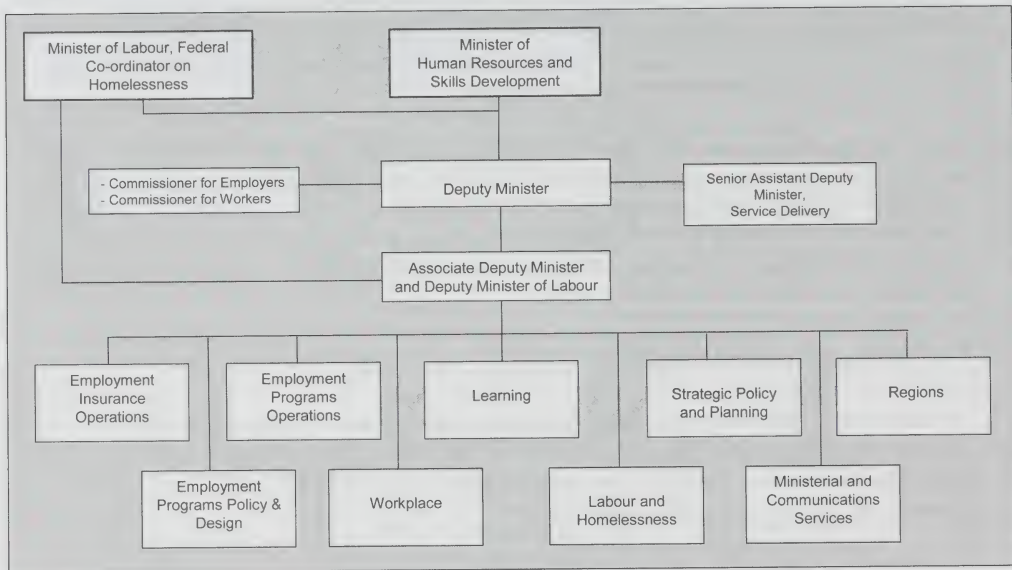 Minister of Labour, Federal
Co-ordinator on
Homelessness
Minister of
Human Resources and
Skills Development
- Commissioner for Employers
- Commissioner for Workers
Deputy Minister
Senior Assistant Deputy
Minister,
Service Delivery
Associate Deputy Minister
and Deputy Minister of Labour
Employment
Insurance
Operations
Employment
Programs
Operations
Learning
Strategic Policy
and Planning
Regions
Employment
Programs Policy &
Design
Workplace
Labour and
Homelessness
Ministerial and
Communications
Services